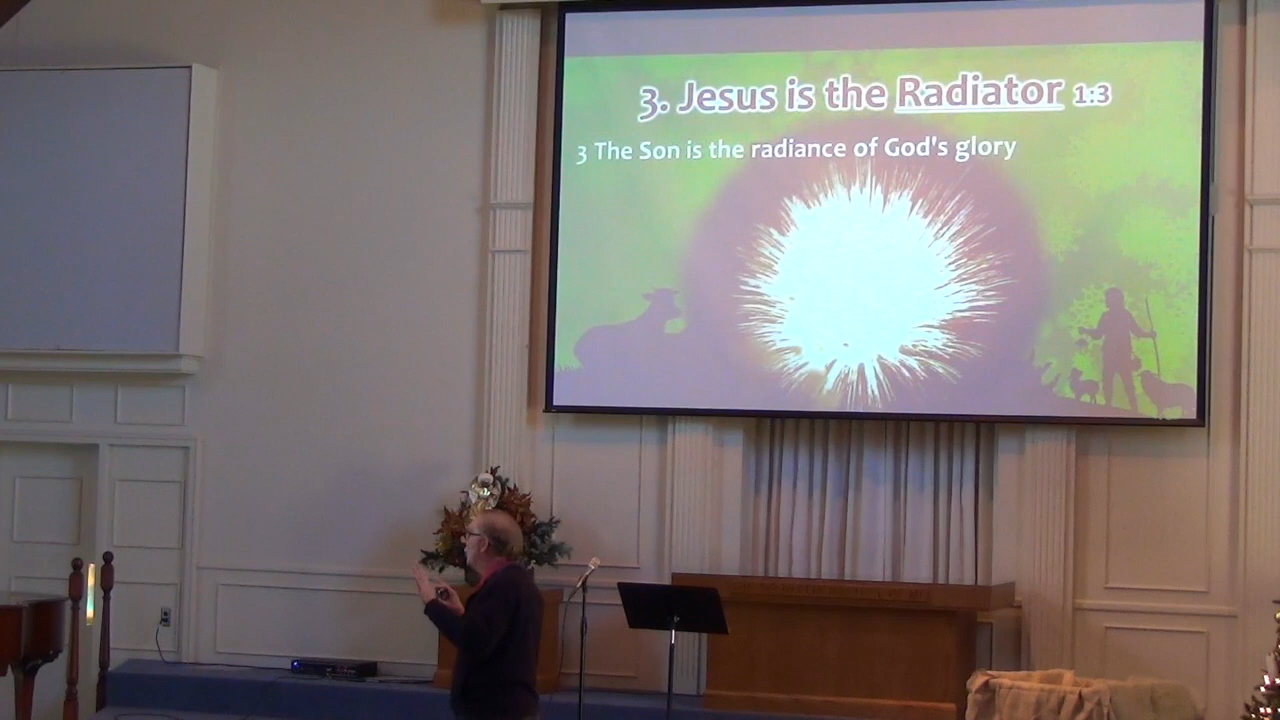 3. Jesus is the Radiator 1:3
3 The Son is the radiance of God's glory